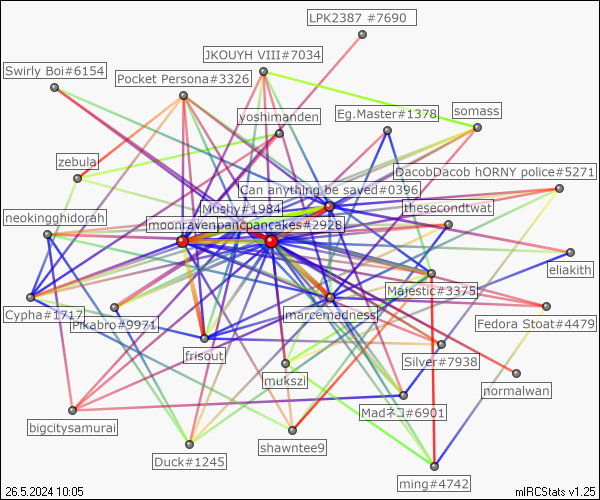 LPK2387 #7690
JKOUYH VIII#7034
Swirly Boi#6154
Pocket Persona#3326
yoshimanden
Eg.Master#1378
somass
zebula
DacobDacob hORNY police#5271
Can anything be saved#0396
Mushy#1984
thesecondtwat
neokingghidorah
moonravenpancpancakes#2928
eliakith
Majestic#3375
Cypha#1717
Pikabro#9971
marcemadness
Fedora Stoat#4479
frisout
Silver#7938
mukszi
normalwan
Madネコ#6901
bigcitysamurai
shawntee9
Duck#1245
ming#4742
26.5.2024 10:05
mIRCStats v1.25